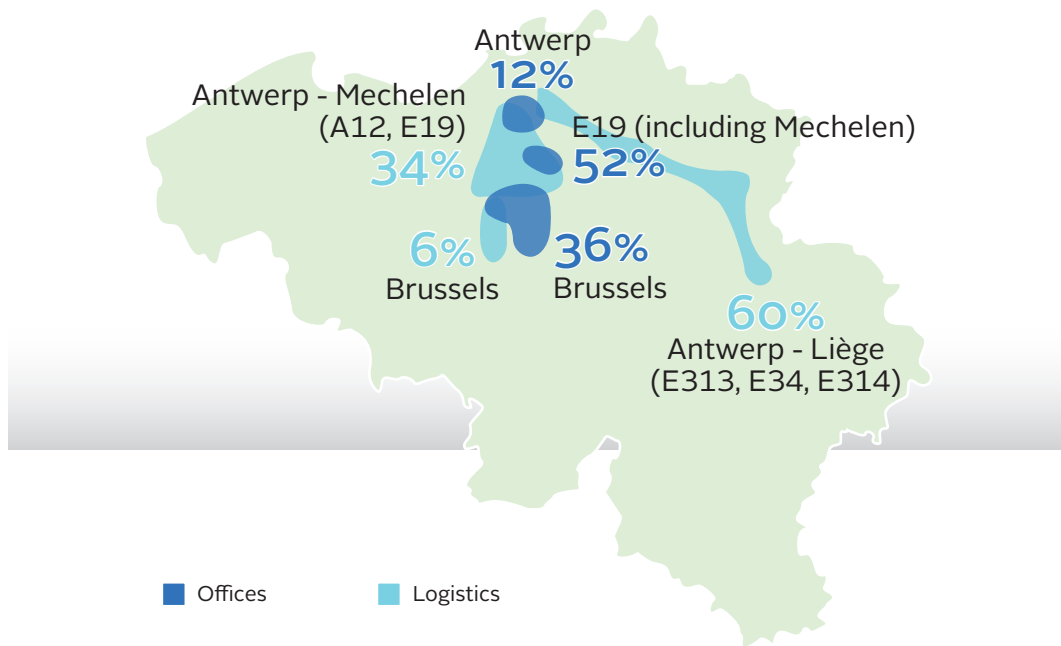 Antwerp
12%
Antwerp - Mechelen
(A12, E19)
34%
E19 (including Mechelen)
52%
6%
Brussels
36%
Brussels
60%
Antwerp - Liège
(E313, E34, E314)
Offices
Logistics